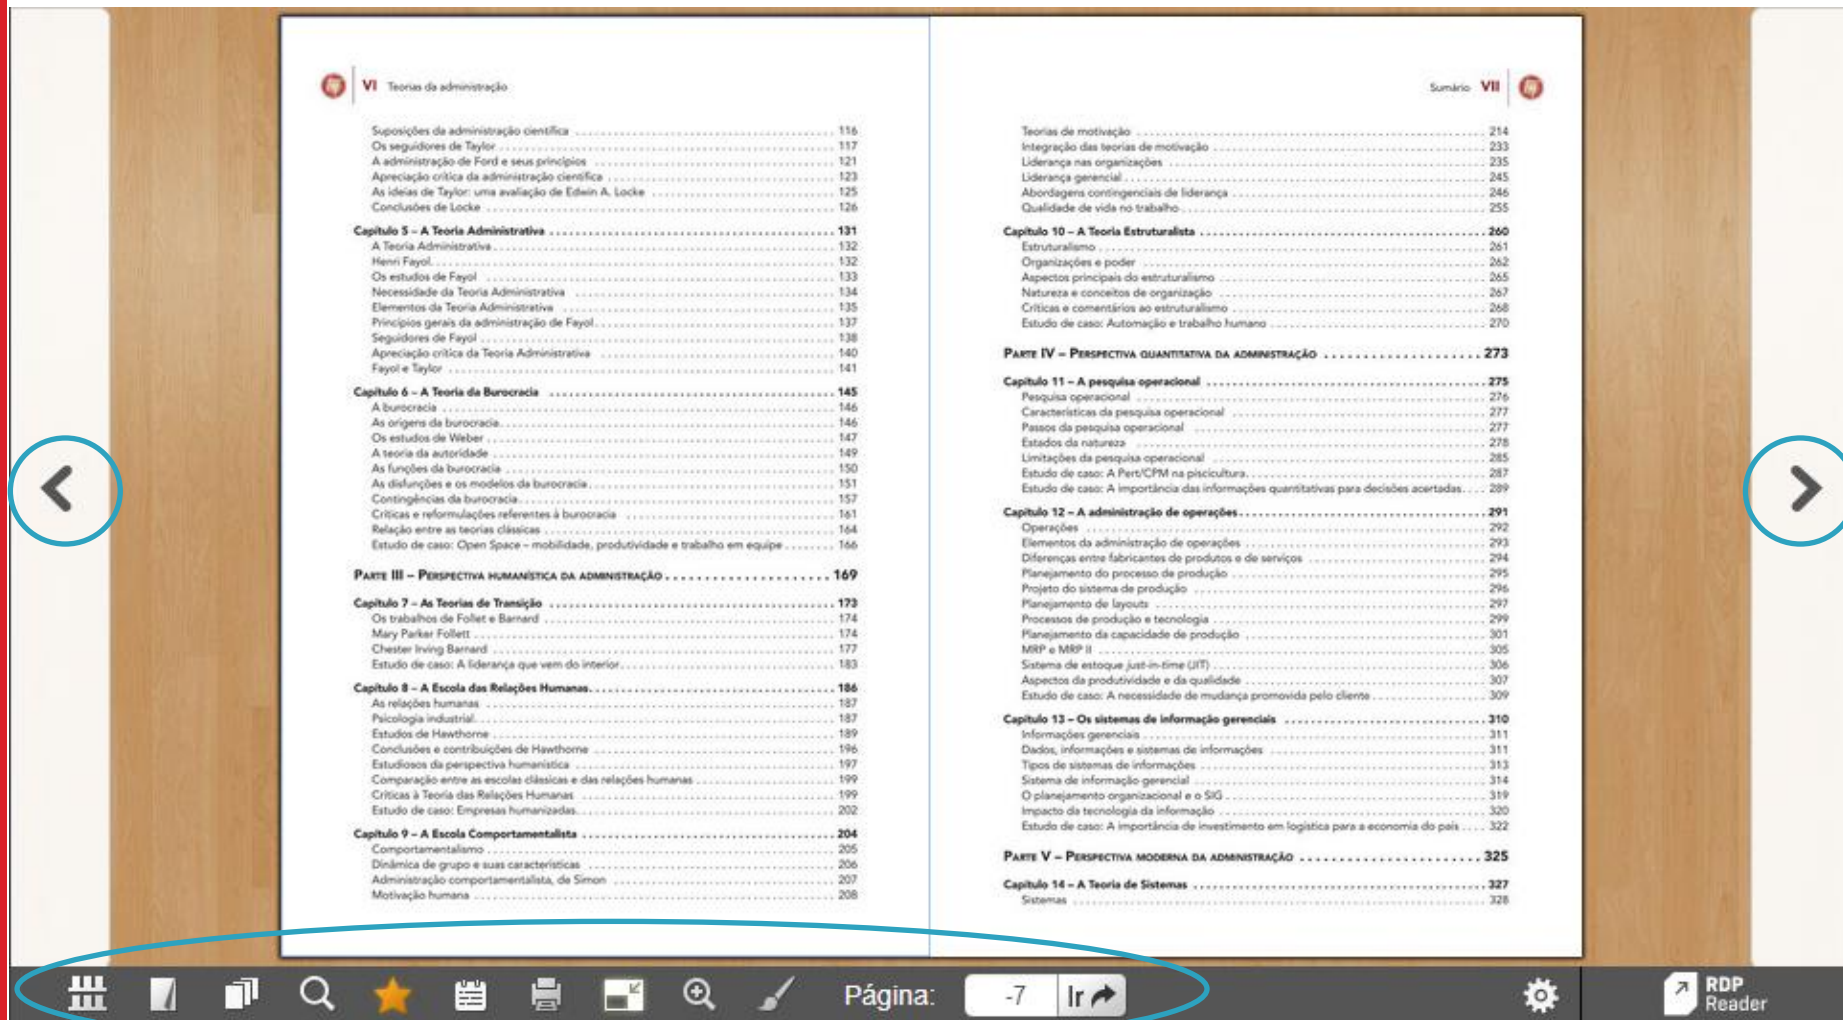 VI Teorias da administração
Suposições da administração científica 116
Os seguidores de Taylor 117
A administração de Ford e seus princípios 121
Apreciação crítica da administração científica 123
As ideias de Taylor: uma avaliação de Edwin A. Locke 125
Conclusões de Locke 126
Capítulo 5 – A Teoria Administrativa 131
A Teoria Administrativa 132
Henri Fayol 132
Os estudos de Fayol 133
Necessidade da Teoria Administrativa 134
Elementos da Teoria Administrativa 135
Princípios gerais da administração de Fayol 137
Seguidores de Fayol 138
Apreciação crítica da Teoria Administrativa 140
Fayol e Taylor 141
Capítulo 6 – A Teoria da Burocracia 145
A burocracia 146
As origens da burocracia 146
Os estudos de Weber 147
A teoria da autoridade 149
As funções da burocracia 150
As disfunções e os modelos da burocracia 151
Contingências da burocracia 157
Críticas e reformulações referentes à burocracia 161
Relação entre as teorias clássicas 164
Estudo de caso: Open Space – mobilidade, produtividade e trabalho em equipe 166
PARTE III – PERSPECTIVA HUMANÍSTICA DA ADMINISTRAÇÃO 169
Capítulo 7 – As Teorias de Transição 173
Os trabalhos de Follet e Barnard 174
Mary Parker Follett 174
Chester Irving Barnard 177
Estudo de caso: A liderança que vem do interior 183
Capítulo 8 – A Escola das Relações Humanas 186
As relações humanas 187
Psicologia industrial 187
Estudos de Hawthorne 189
Conclusões e contribuições de Hawthorne 196
Estudiosos da perspectiva humanística 197
Comparação entre as escolas clássicas e das relações humanas 199
Críticas à Teoria das Relações Humanas 199
Estudo de caso: Empresas humanizadas 202
Capítulo 9 – A Escola Comportamentalista 204
Comportamentalismo 205
Dinâmica de grupo e suas características 206
Administração comportamentalista, de Simon 207
Motivação humana 208
Sumário VII
Teorias de motivação 214
Integração das teorias de motivação 233
Liderança nas organizações 235
Liderança gerencial 245
Abordagens contingenciais de liderança 246
Qualidade de vida no trabalho 255
Capítulo 10 – A Teoria Estruturalista 260
Estruturalismo 261
Organizações e poder 262
Aspectos principais do estruturalismo 265
Natureza e conceitos de organização 267
Críticas e comentários ao estruturalismo 268
Estudo de caso: Automação e trabalho humano 270
PARTE IV – PERSPECTIVA QUANTITATIVA DA ADMINISTRAÇÃO 273
Capítulo 11 – A pesquisa operacional 275
Pesquisa operacional 276
Características da pesquisa operacional 277
Passos da pesquisa operacional 277
Estados da natureza 278
Limitações da pesquisa operacional 285
Estudo de caso: A Pert/CPM na piscicultura 287
Estudo de caso: A importância das informações quantitativas para decisões acertadas 289
Capítulo 12 – A administração de operações 291
Operações 292
Elementos da administração de operações 293
Diferenças entre fabricantes de produtos e de serviços 294
Planejamento do processo de produção 295
Projeto do sistema de produção 296
Planejamento de layouts 297
Processos de produção e tecnologia 299
Planejamento da capacidade de produção 301
MRP e MRP II 305
Sistema de estoque just-in-time (JIT) 306
Aspectos da produtividade e da qualidade 307
Estudo de caso: A necessidade de mudança promovida pelo cliente 309
Capítulo 13 – Os sistemas de informação gerenciais 310
Informações gerenciais 311
Dados, informações e sistemas de informações 311
Tipos de sistemas de informações 313
Sistema de informação gerencial 314
O planejamento organizacional e o SIG 319
Impacto da tecnologia da informação 320
Estudo de caso: A importância de investimento em logística para a economia do país 322
PARTE V – PERSPECTIVA MODERNA DA ADMINISTRAÇÃO 325
Capítulo 14 – A Teoria de Sistemas 327
Sistemas 328
Página: -7 Ir
RDP
Reader